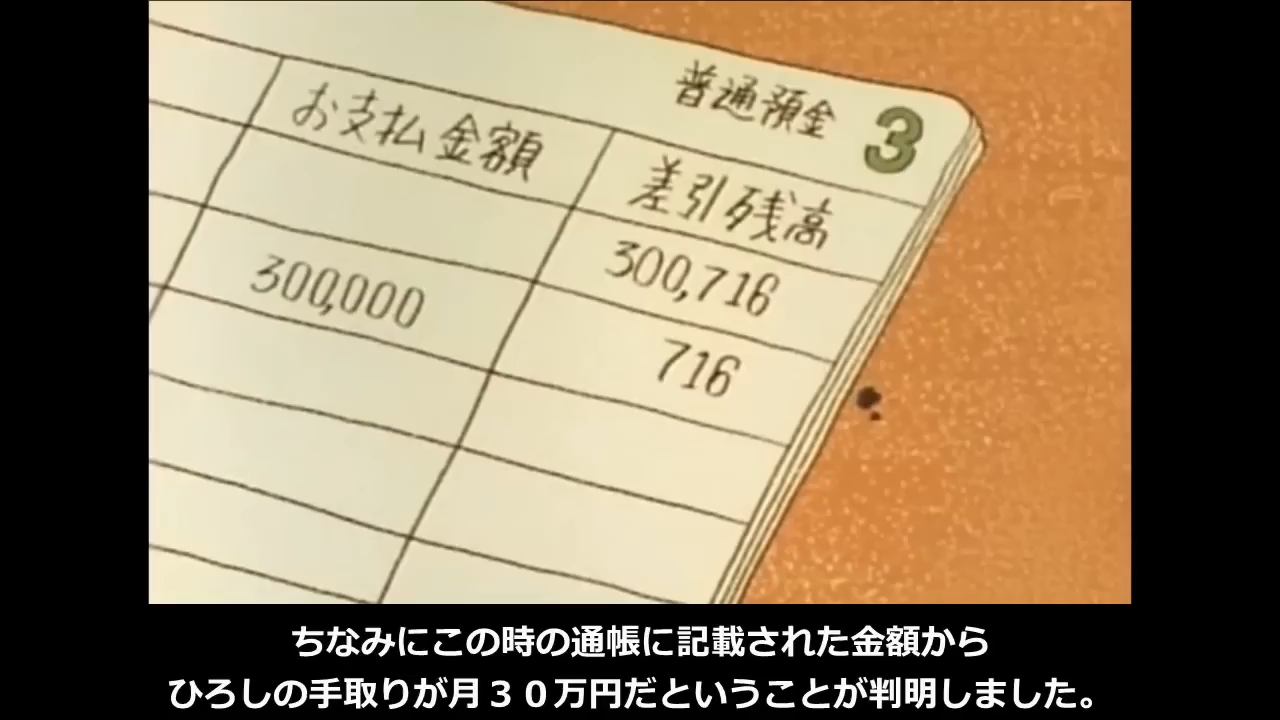 普通預金 3
お支払金額 差引残高
300,716
300,000 716
ちなみにこの時の通帳に記載された金額から
ひろしの手取りが月３０万円だということが判明しました。